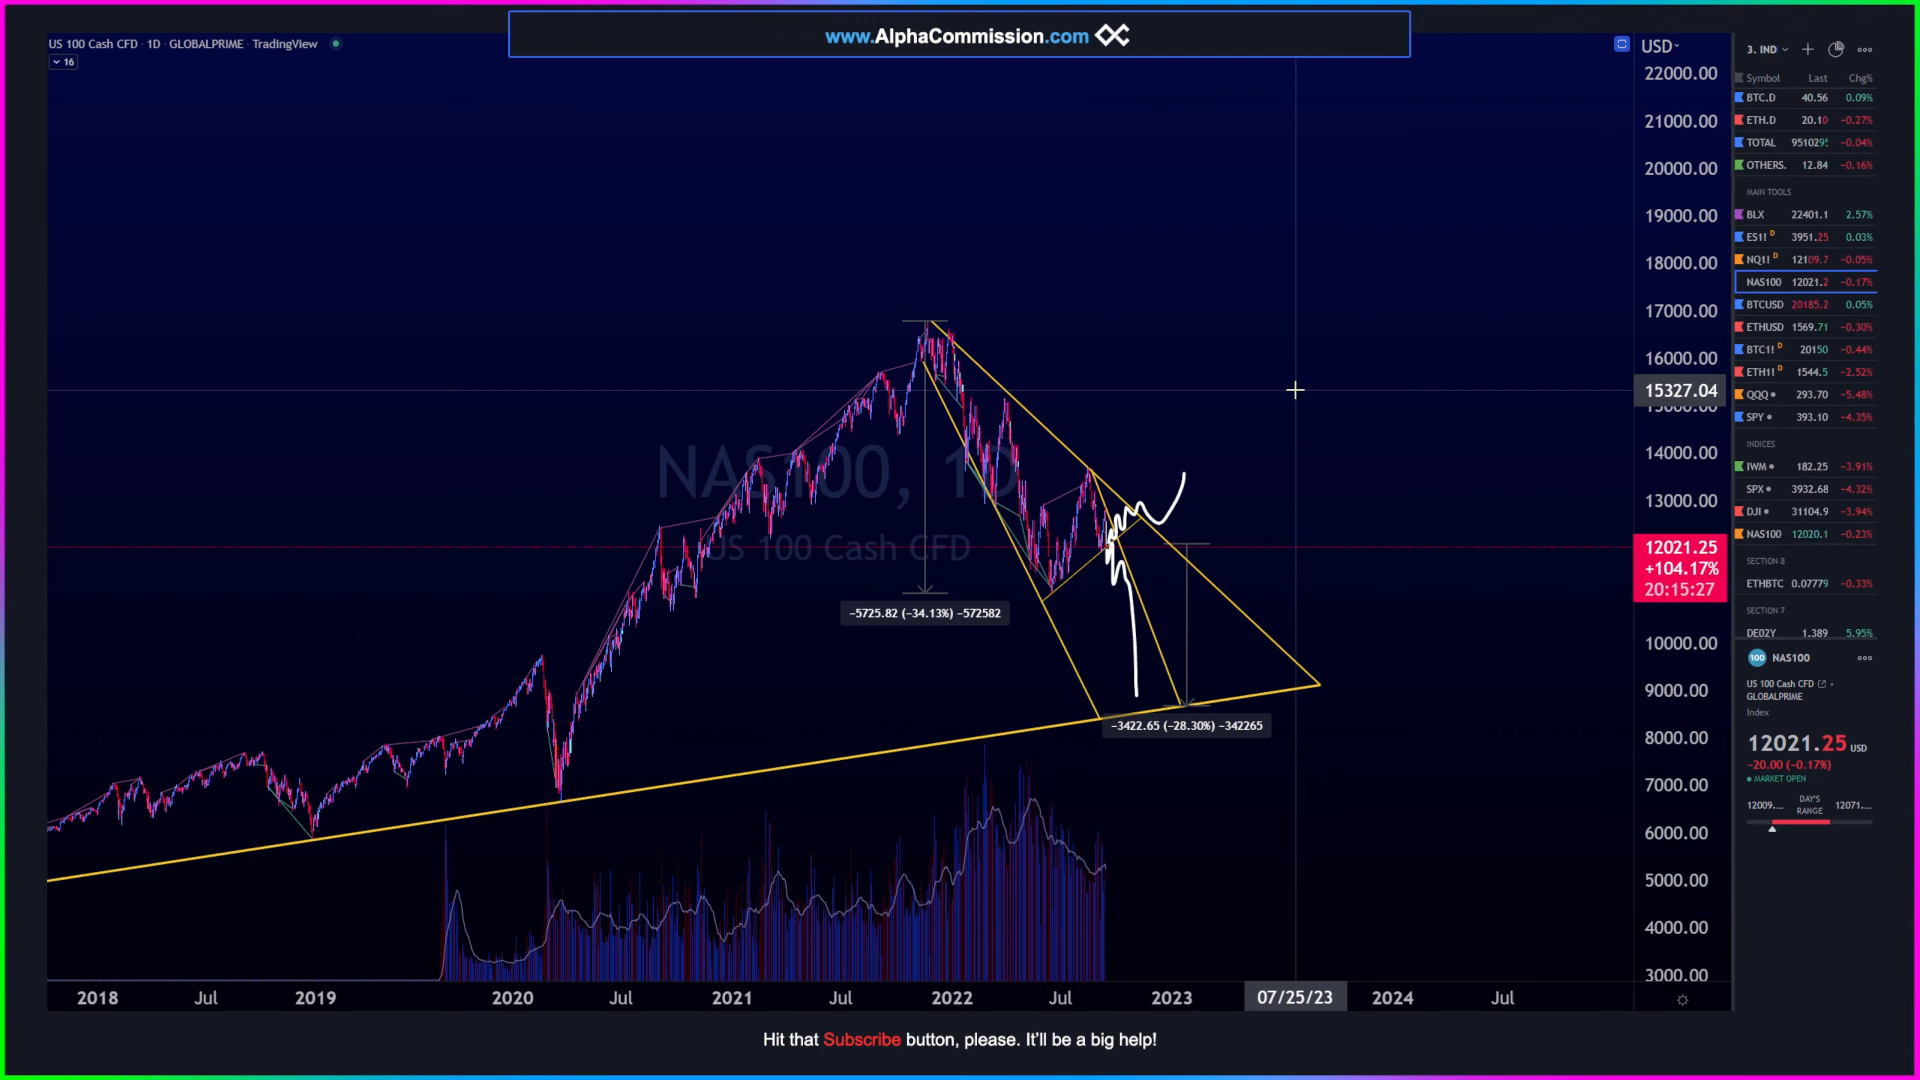 www.AlphaCommission.com
US 100 Cash CFD · 1D · GLOBALPRIME · TradingView
16
NAS100, 1D
US 100 Cash CFD
−5725.82 (−34.13%) −572582
−3422.65 (−28.30%) −342265
USD
22000.00
21000.00
20000.00
19000.00
18000.00
17000.00
16000.00
15327.04
14000.00
13000.00
12021.25
+104.17%
20:15:27
10000.00
9000.00
8000.00
7000.00
6000.00
5000.00
4000.00
3000.00
2018 Jul 2019 2020 Jul 2021 Jul 2022 Jul 2023 07/25/23 2024 Jul
3. IND
Symbol Last Chg%
BTC.D 40.56 0.09%
ETH.D 20.10 −0.27%
TOTAL 951029 −0.04%
OTHERS. 12.84 −0.16%
MAIN TOOLS
BLX 22401.1 2.57%
ES1! D 3951.25 0.03%
NQ1! D 12109.7 −0.05%
NAS100 12021.2 −0.17%
BTCUSD 20185.2 0.05%
ETHUSD 1569.71 −0.30%
BTC1! D 20150 −0.44%
ETH1! D 1544.5 −2.52%
QQQ 293.70 −5.48%
SPY 393.10 −4.35%
INDICES
IWM 182.25 −3.91%
SPX 3932.68 −4.32%
DJI 31104.9 −3.94%
NAS100 12020.1 −0.23%
SECTION 8
ETHBTC 0.07779 −0.33%
SECTION 7
DE02Y 1.389 5.95%
100 NAS100
US 100 Cash CFD
GLOBALPRIME
Index
12021.25 USD
−20.00 (−0.17%)
MARKET OPEN
12009.... DAY'S RANGE 12071....
Hit that Subscribe button, please. It'll be a big help!